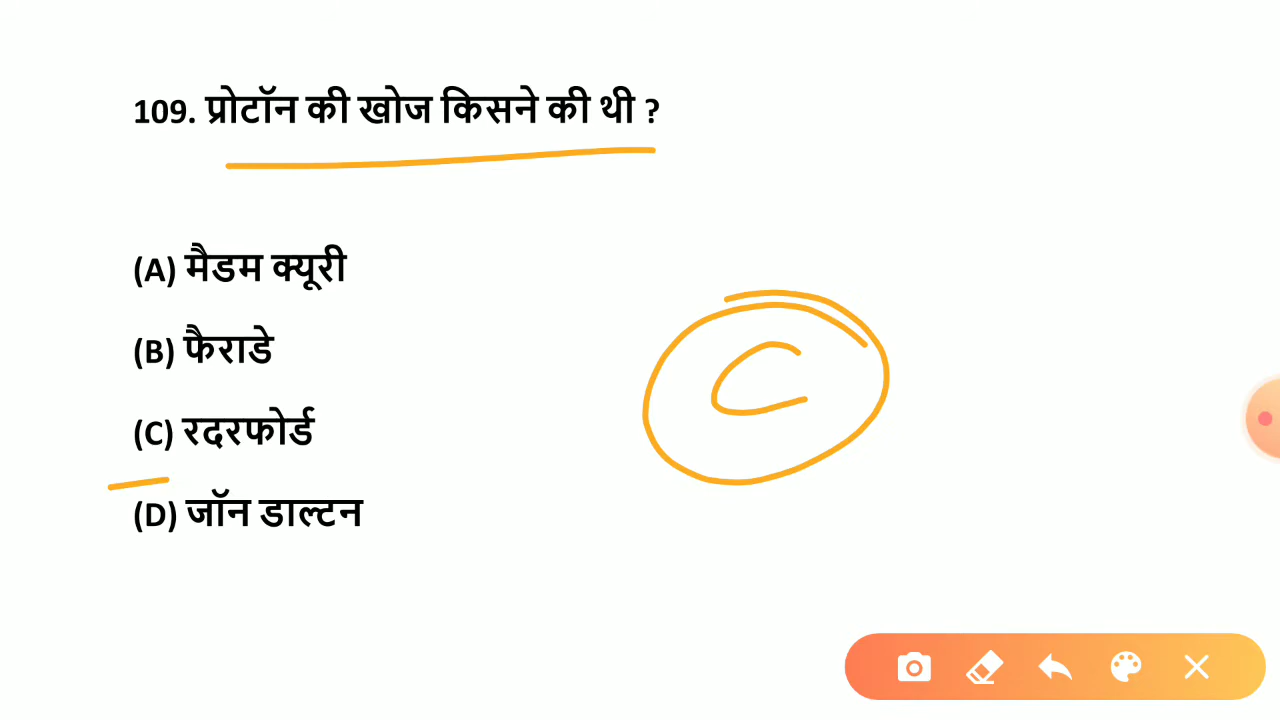 109. प्रोटॉन की खोज किसने की थी ?
(A) मैडम क्यूरी
(B) फैराडे
(C) रदरफोर्ड
C
(D) जॉन डाल्टन